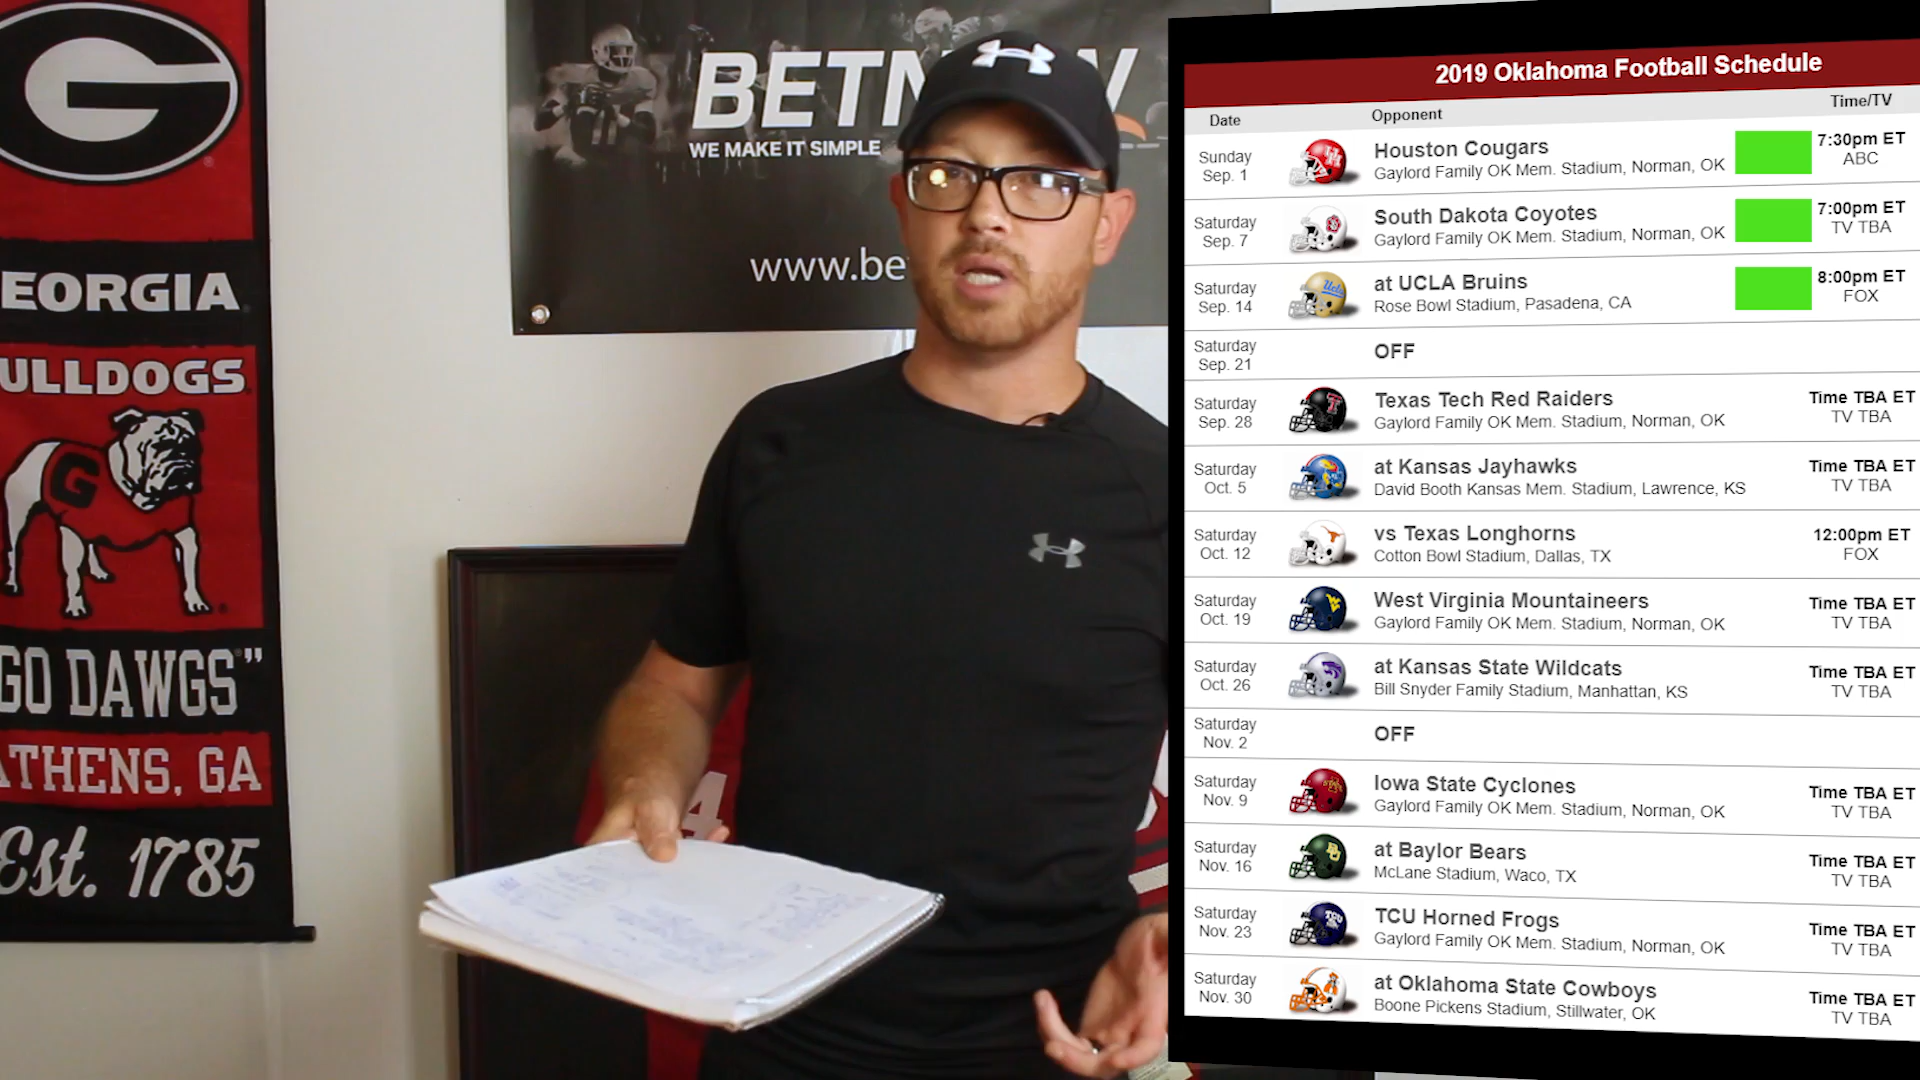 G
EORGIA
ULLDOGS
G
GO DAWGS"
ATHENS, GA
Est. 1785
BETN W
WE MAKE IT SIMPLE
www.be
4
2019 Oklahoma Football Schedule
Date Opponent Time/TV
Sunday Sep. 1 Houston Cougars 7:30pm ET
Gaylord Family OK Mem. Stadium, Norman, OK ABC
Saturday Sep. 7 South Dakota Coyotes 7:00pm ET
Gaylord Family OK Mem. Stadium, Norman, OK TV TBA
Saturday Sep. 14 at UCLA Bruins 8:00pm ET
Rose Bowl Stadium, Pasadena, CA FOX
Saturday Sep. 21 OFF
Saturday Sep. 28 Texas Tech Red Raiders Time TBA ET
Gaylord Family OK Mem. Stadium, Norman, OK TV TBA
Saturday Oct. 5 at Kansas Jayhawks Time TBA ET
David Booth Kansas Mem. Stadium, Lawrence, KS TV TBA
Saturday Oct. 12 vs Texas Longhorns 12:00pm ET
Cotton Bowl Stadium, Dallas, TX FOX
Saturday Oct. 19 West Virginia Mountaineers Time TBA ET
Gaylord Family OK Mem. Stadium, Norman, OK TV TBA
Saturday Oct. 26 at Kansas State Wildcats Time TBA ET
Bill Snyder Family Stadium, Manhattan, KS TV TBA
Saturday Nov. 2 OFF
Saturday Nov. 9 Iowa State Cyclones Time TBA ET
Gaylord Family OK Mem. Stadium, Norman, OK TV TBA
Saturday Nov. 16 at Baylor Bears Time TBA ET
McLane Stadium, Waco, TX TV TBA
Saturday Nov. 23 TCU Horned Frogs Time TBA ET
Gaylord Family OK Mem. Stadium, Norman, OK TV TBA
Saturday Nov. 30 at Oklahoma State Cowboys Time TBA ET
Boone Pickens Stadium, Stillwater, OK TV TBA